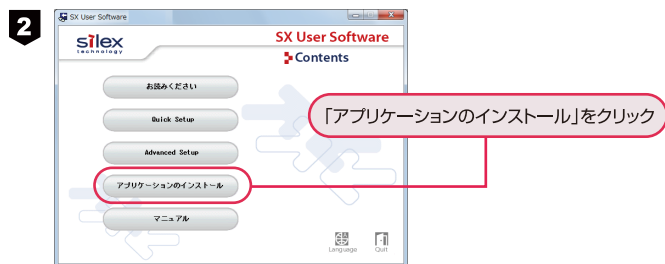 2
SX User Software
silex
technology
SX User Software
Contents
お読みください
Quick Setup
Advanced Setup
アプリケーションのインストール
マニュアル
「アプリケーションのインストール」をクリック
Language
Quit